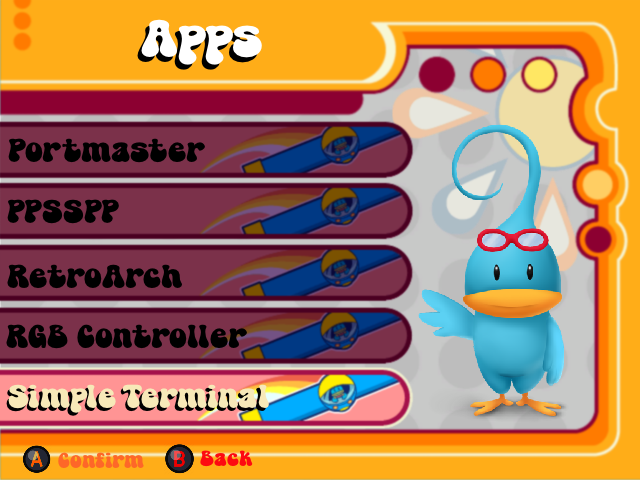 Apps
Portmaster
PPSSPP
RetroArch
RGB Controller
Simple Terminal
A Confirm B Back